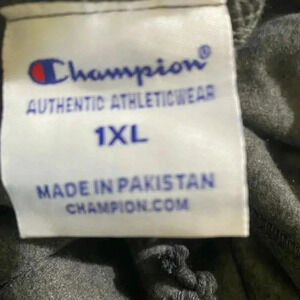 Champion®
AUTHENTIC ATHLETICWEAR
1XL
MADE IN PAKISTAN
CHAMPION.COM